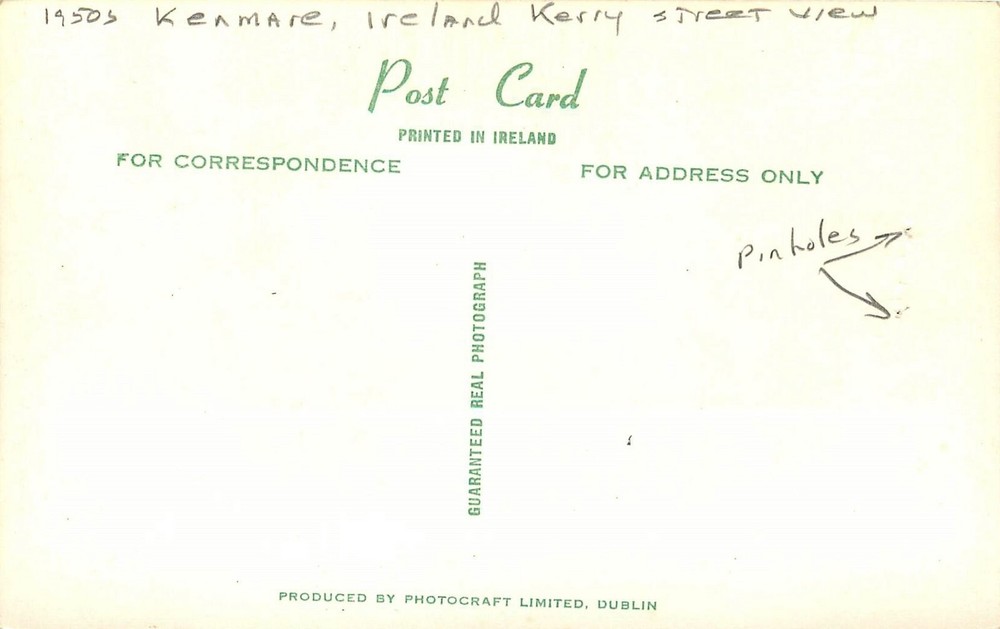 1950s Kenmare, Ireland Kerry street view
Post Card
PRINTED IN IRELAND
FOR CORRESPONDENCE
FOR ADDRESS ONLY
Pinholes
GUARANTEED REAL PHOTOGRAPH
PRODUCED BY PHOTOCRAFT LIMITED, DUBLIN